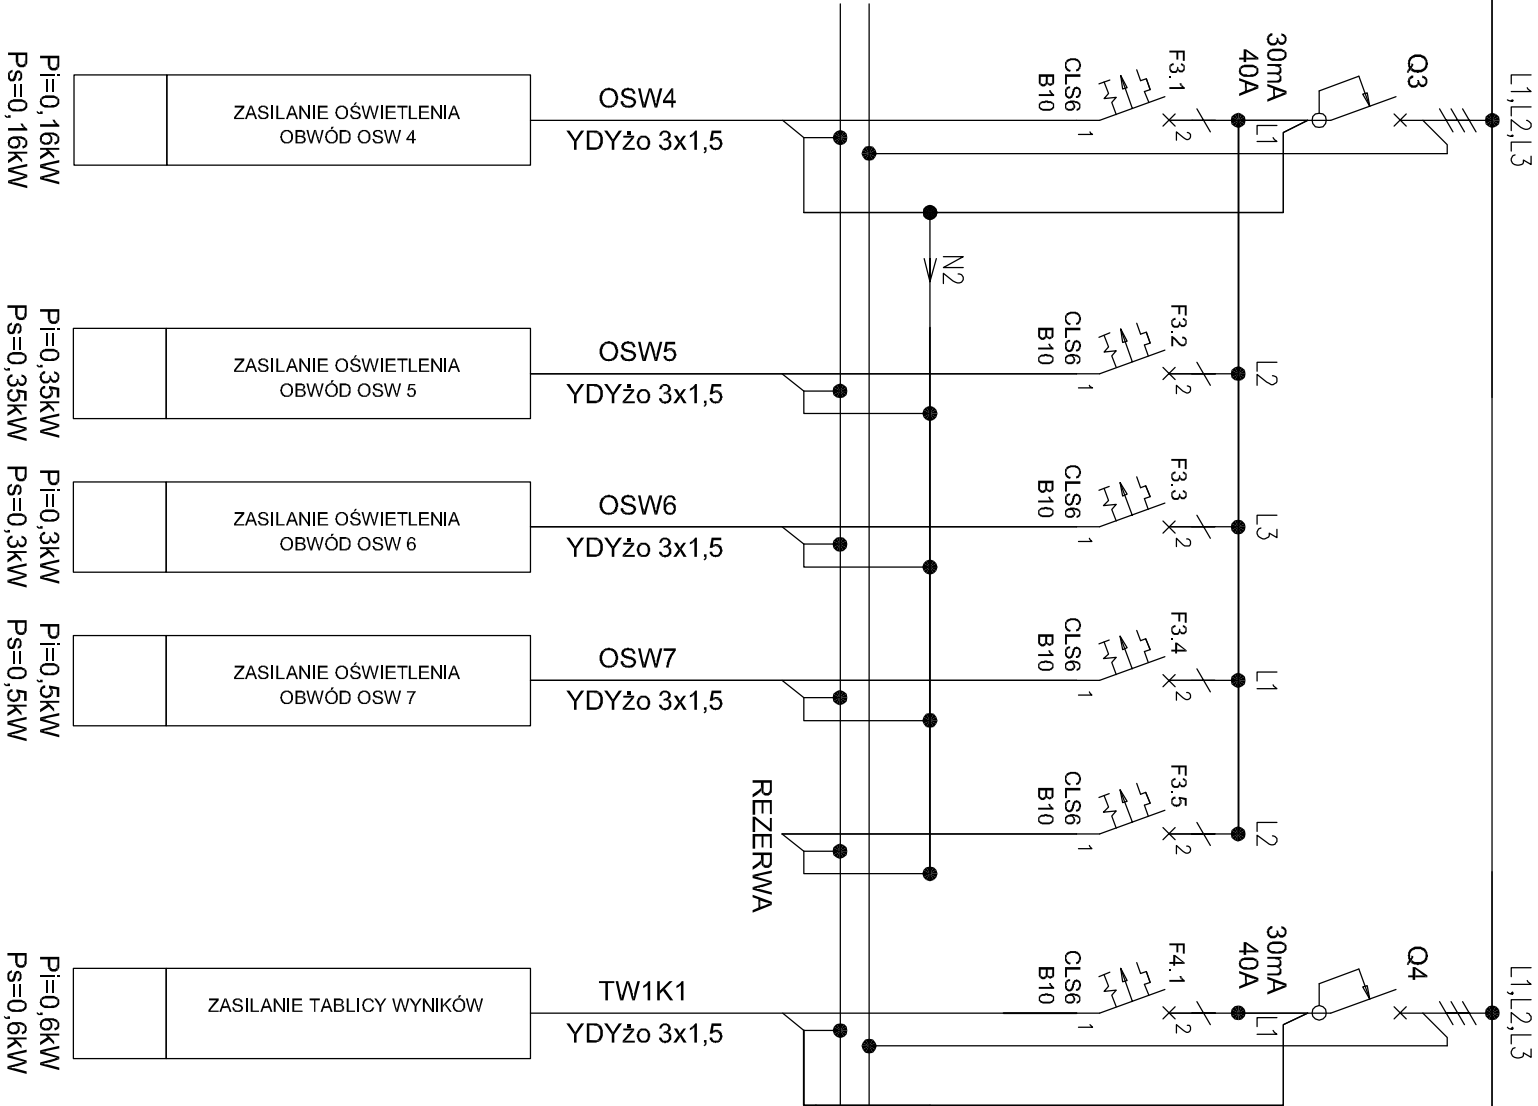 L1,L2,L3
Q3
30mA
40A
L1
F3.1
2
CLS6
B10
1
OSW4
YDYżo 3x1,5
ZASILANIE OŚWIETLENIA
OBWÓD OSW 4
Pi=0,16kW
Ps=0,16kW
N2
L2
F3.2
2
CLS6
B10
1
OSW5
YDYżo 3x1,5
ZASILANIE OŚWIETLENIA
OBWÓD OSW 5
Pi=0,35kW
Ps=0,35kW
L3
F3.3
2
CLS6
B10
1
OSW6
YDYżo 3x1,5
ZASILANIE OŚWIETLENIA
OBWÓD OSW 6
Pi=0,3kW
Ps=0,3kW
L1
F3.4
2
CLS6
B10
1
OSW7
YDYżo 3x1,5
ZASILANIE OŚWIETLENIA
OBWÓD OSW 7
Pi=0,5kW
Ps=0,5kW
L2
F3.5
2
CLS6
B10
1
REZERWA
L1,L2,L3
Q4
30mA
40A
L1
F4.1
2
CLS6
B10
1
TW1K1
YDYżo 3x1,5
ZASILANIE TABLICY WYNIKÓW
Pi=0,6kW
Ps=0,6kW